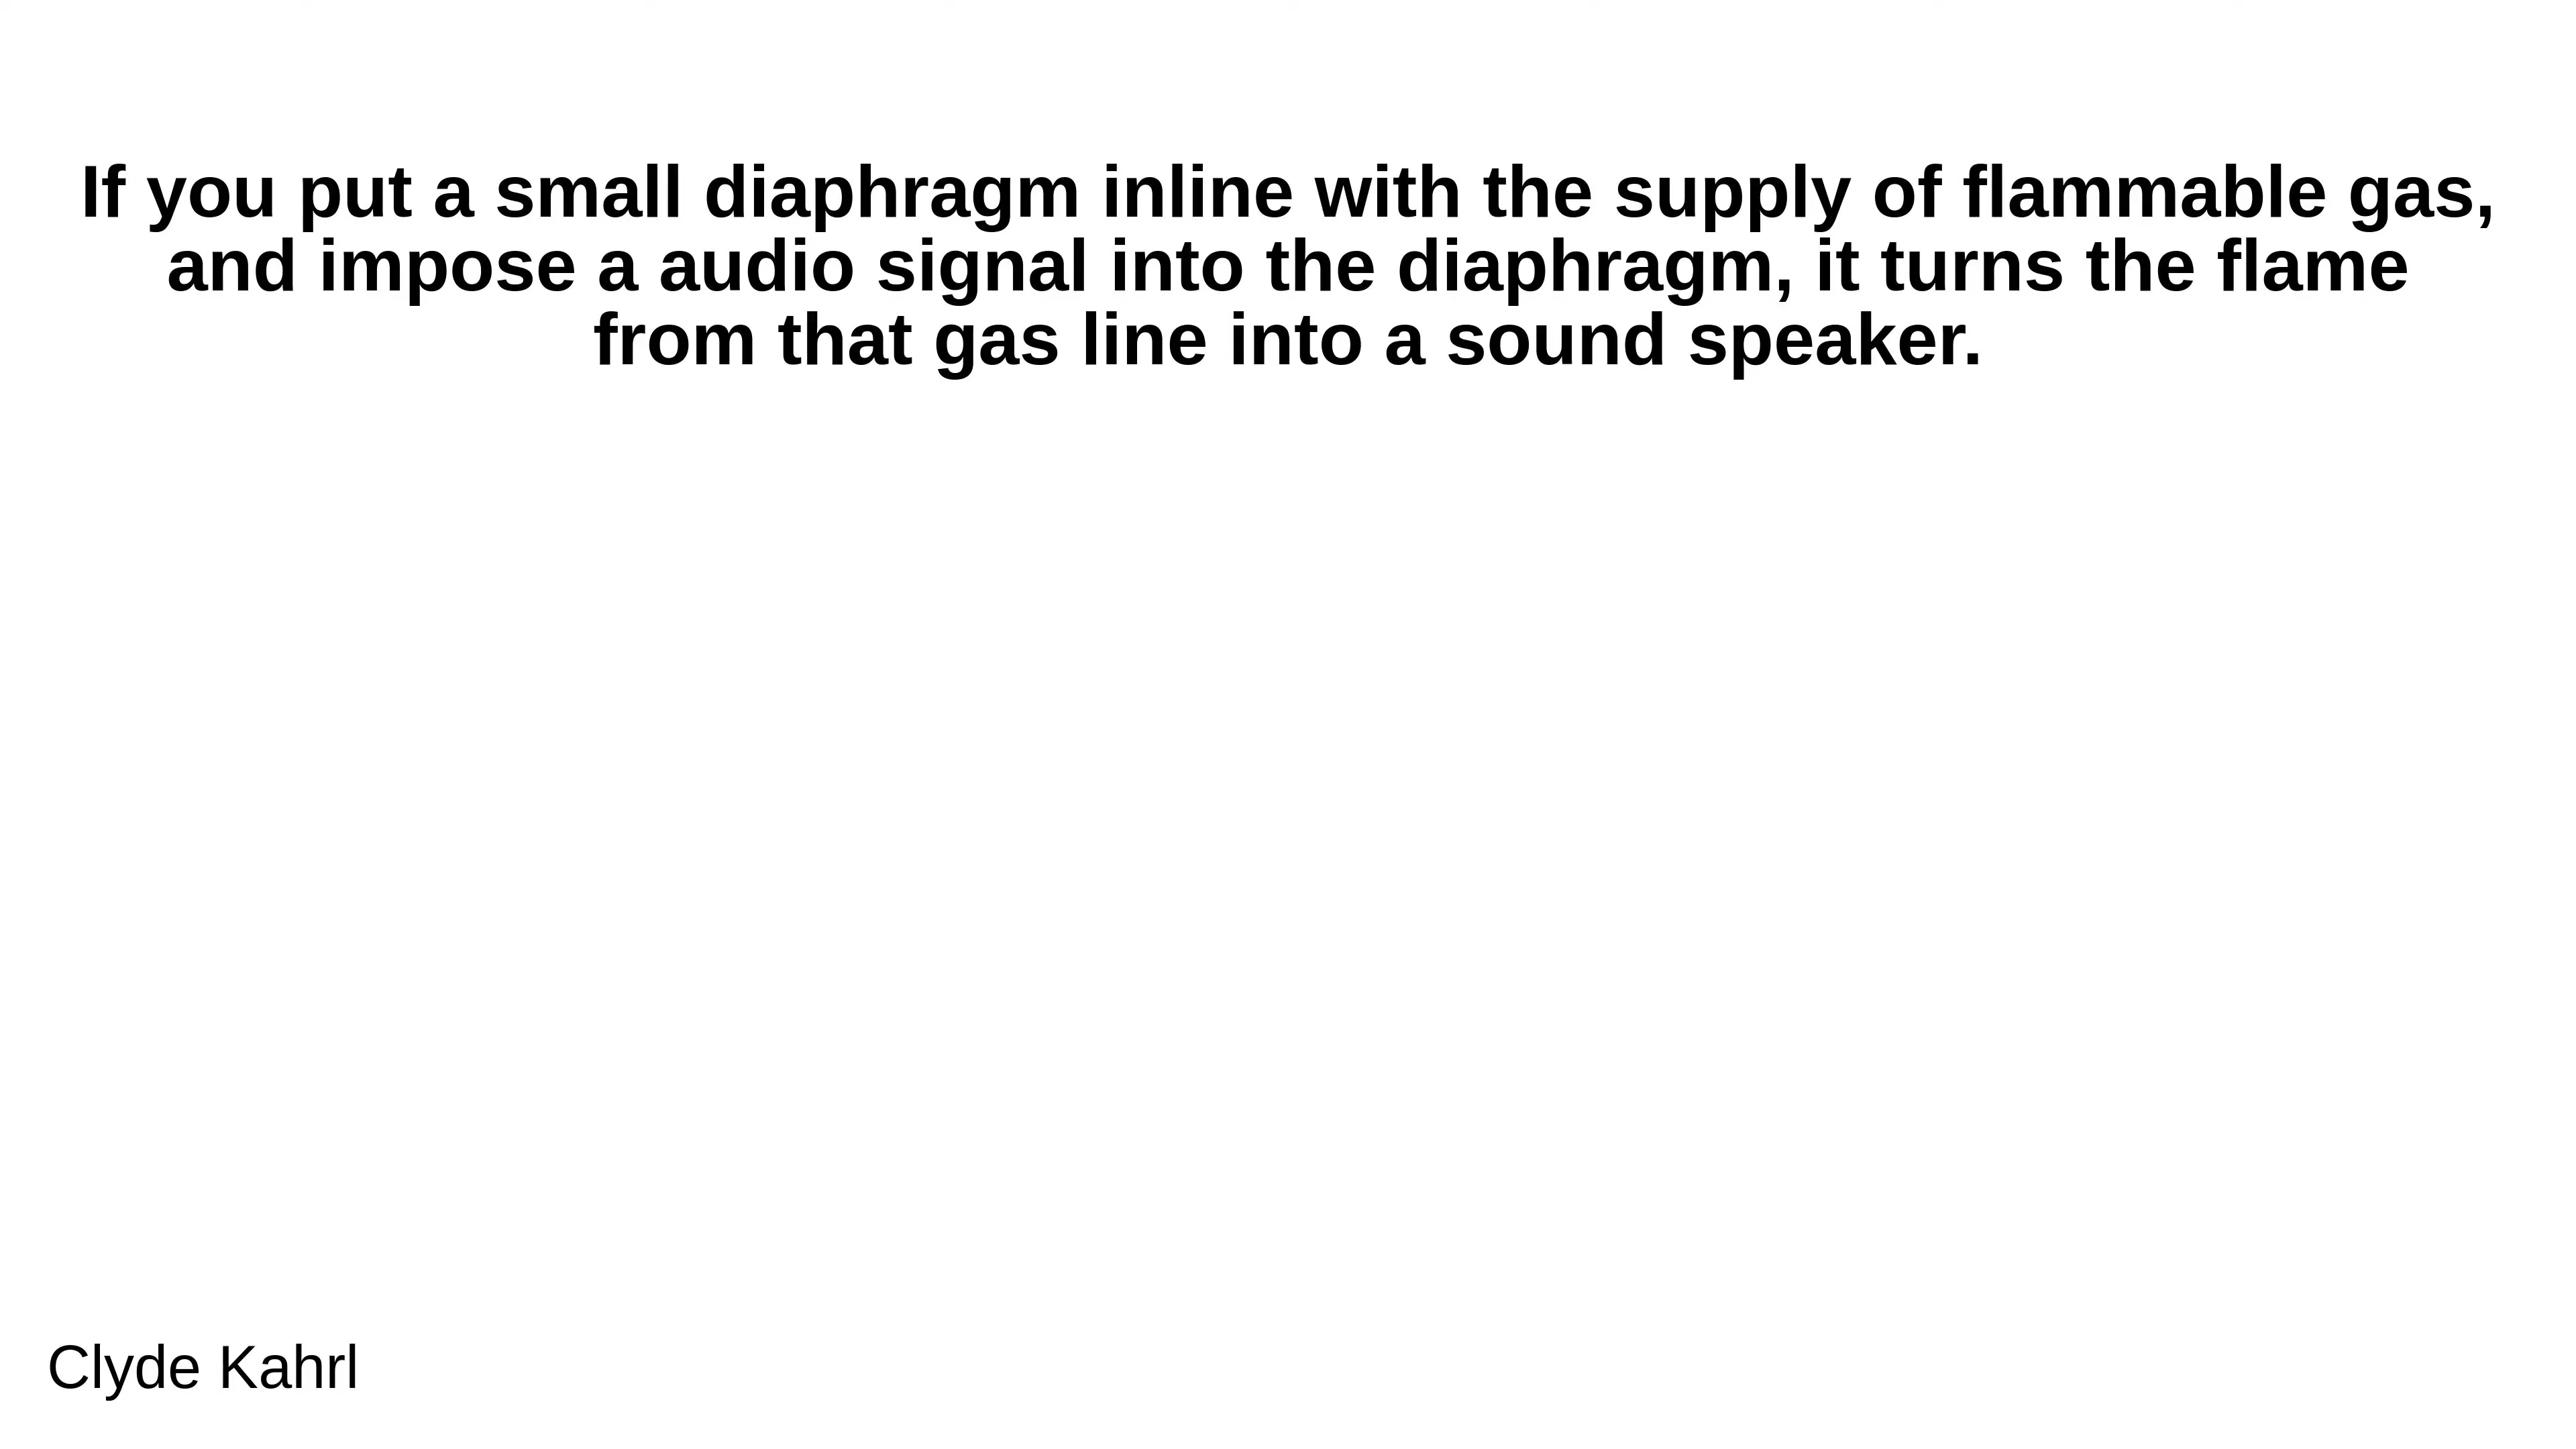 If you put a small diaphragm inline with the supply of flammable gas,
and impose a audio signal into the diaphragm, it turns the flame
from that gas line into a sound speaker.
Clyde Kahrl